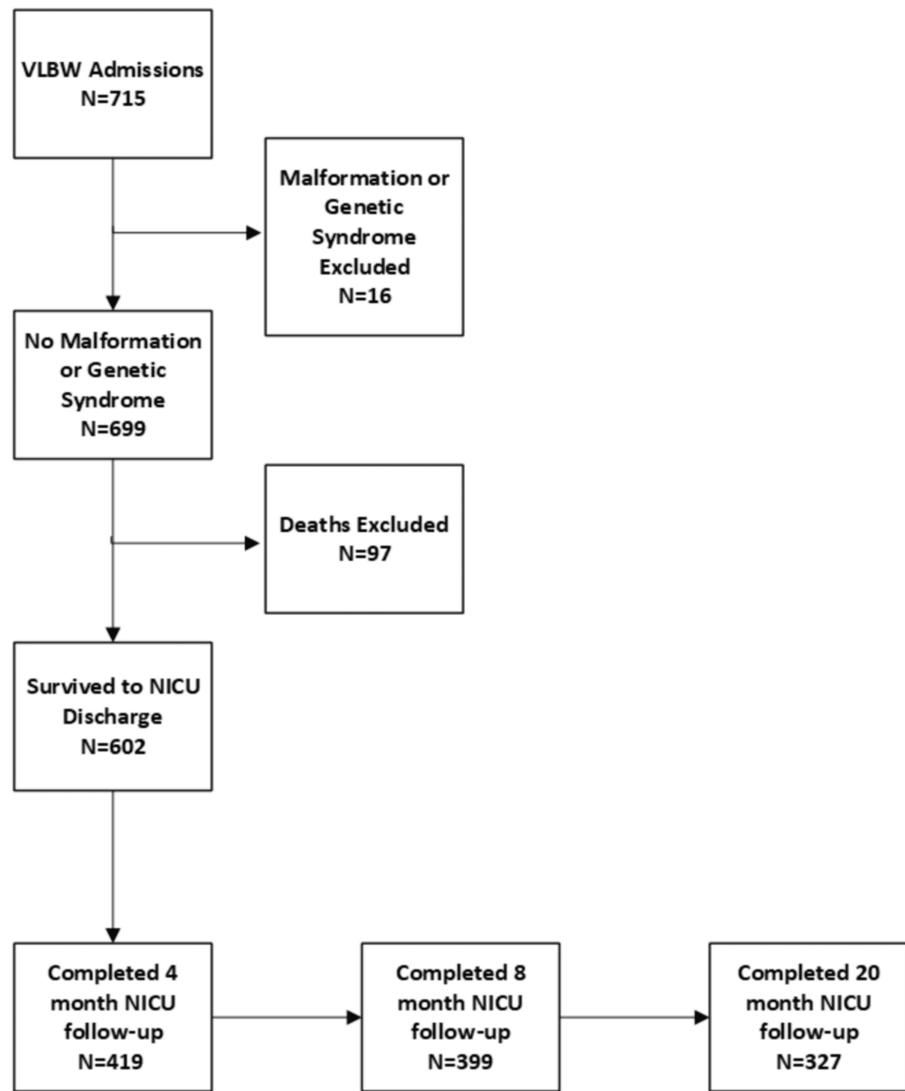 VLBW Admissions
N=715
Malformation or
Genetic
Syndrome
Excluded
N=16
No Malformation
or Genetic
Syndrome
N=699
Deaths Excluded
N=97
Survived to NICU
Discharge
N=602
Completed 4
month NICU
follow-up
N=419
Completed 8
month NICU
follow-up
N=399
Completed 20
month NICU
follow-up
N=327